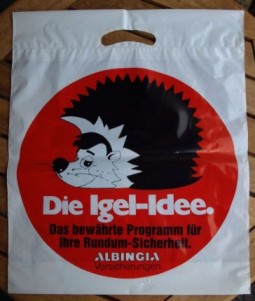 Die Igel-Idee.
Das bewährte Programm für
Ihre Rundum-Sicherheit.
ALBINGIA
Versicherungen